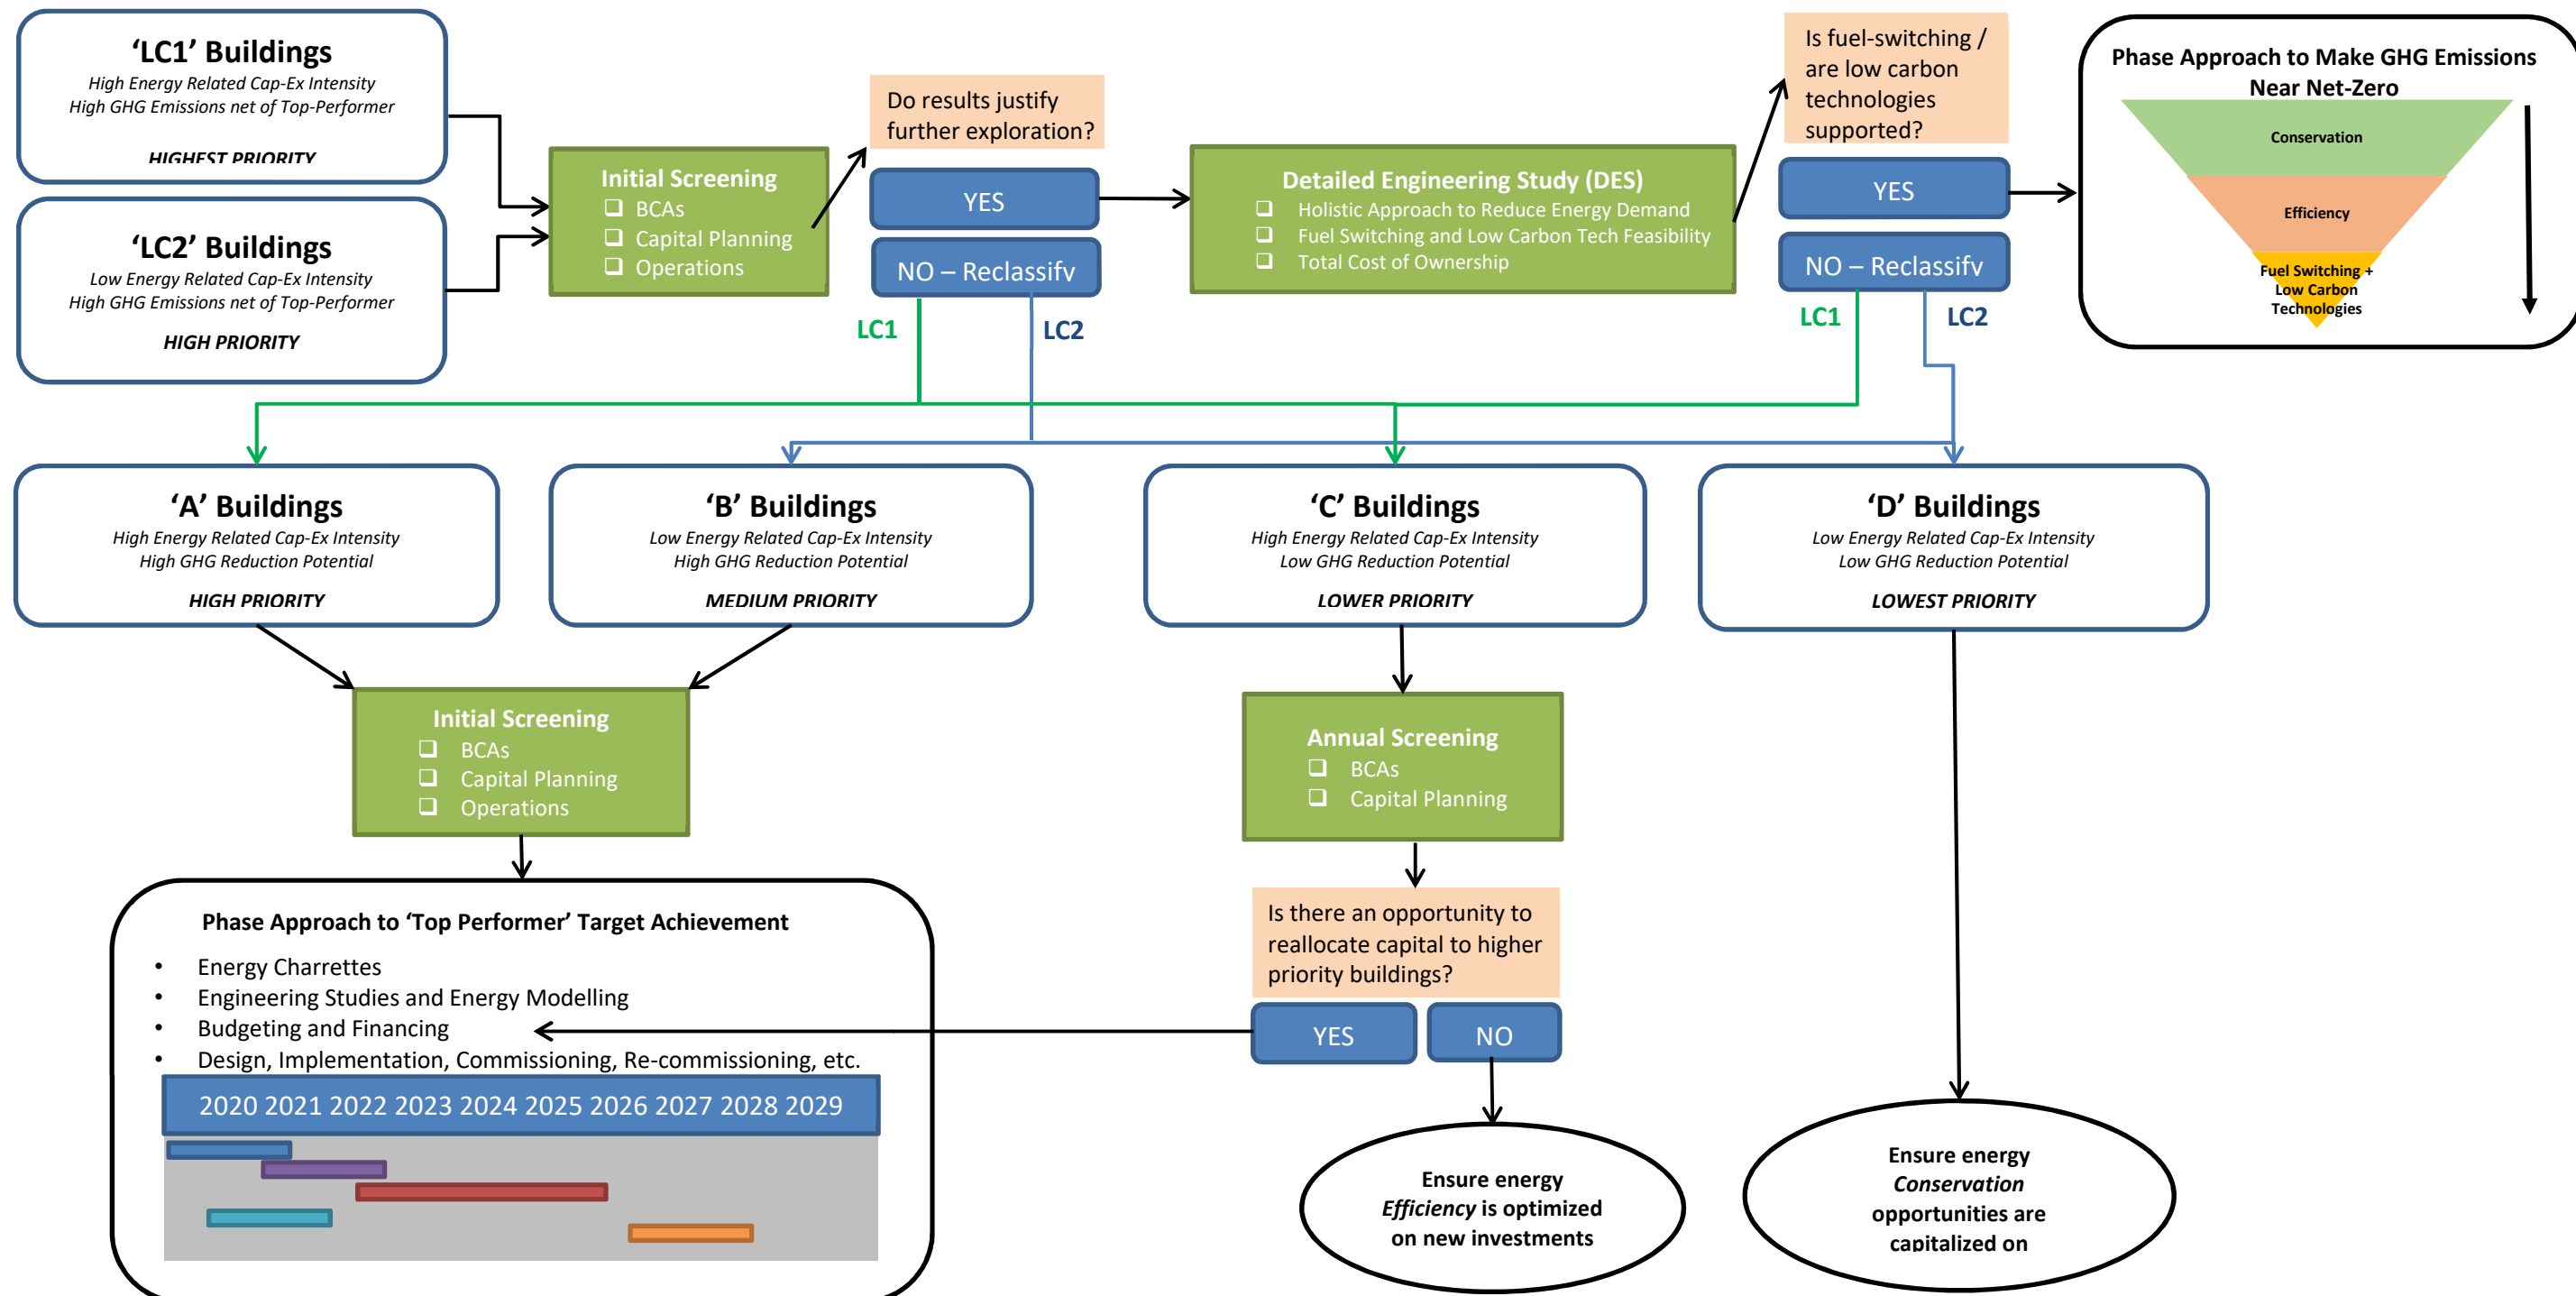 ‘LC1’ Buildings
High Energy Related Cap-Ex Intensity
High GHG Emissions net of Top-Performer
HIGHEST PRIORITY
‘LC2’ Buildings
Low Energy Related Cap-Ex Intensity
High GHG Emissions net of Top-Performer
HIGH PRIORITY
Initial Screening
❑ BCAs
❑ Capital Planning
❑ Operations
Do results justify
further exploration?
YES
NO – Reclassify
LC1
LC2
Detailed Engineering Study (DES)
❑ Holistic Approach to Reduce Energy Demand
❑ Fuel Switching and Low Carbon Tech Feasibility
❑ Total Cost of Ownership
Is fuel-switching /
are low carbon
technologies
supported?
YES
NO – Reclassify
LC1
LC2
Phase Approach to Make GHG Emissions
Near Net-Zero
Conservation
Efficiency
Fuel Switching +
Low Carbon
Technologies
‘A’ Buildings
High Energy Related Cap-Ex Intensity
High GHG Reduction Potential
HIGH PRIORITY
‘B’ Buildings
Low Energy Related Cap-Ex Intensity
High GHG Reduction Potential
MEDIUM PRIORITY
‘C’ Buildings
High Energy Related Cap-Ex Intensity
Low GHG Reduction Potential
LOWER PRIORITY
‘D’ Buildings
Low Energy Related Cap-Ex Intensity
Low GHG Reduction Potential
LOWEST PRIORITY
Initial Screening
❑ BCAs
❑ Capital Planning
❑ Operations
Annual Screening
❑ BCAs
❑ Capital Planning
Phase Approach to ‘Top Performer’ Target Achievement
• Energy Charrettes
• Engineering Studies and Energy Modelling
• Budgeting and Financing
• Design, Implementation, Commissioning, Re-commissioning, etc.
2020 2021 2022 2023 2024 2025 2026 2027 2028 2029
Is there an opportunity to
reallocate capital to higher
priority buildings?
YES
NO
Ensure energy
Efficiency is optimized
on new investments
Ensure energy
Conservation
opportunities are
capitalized on